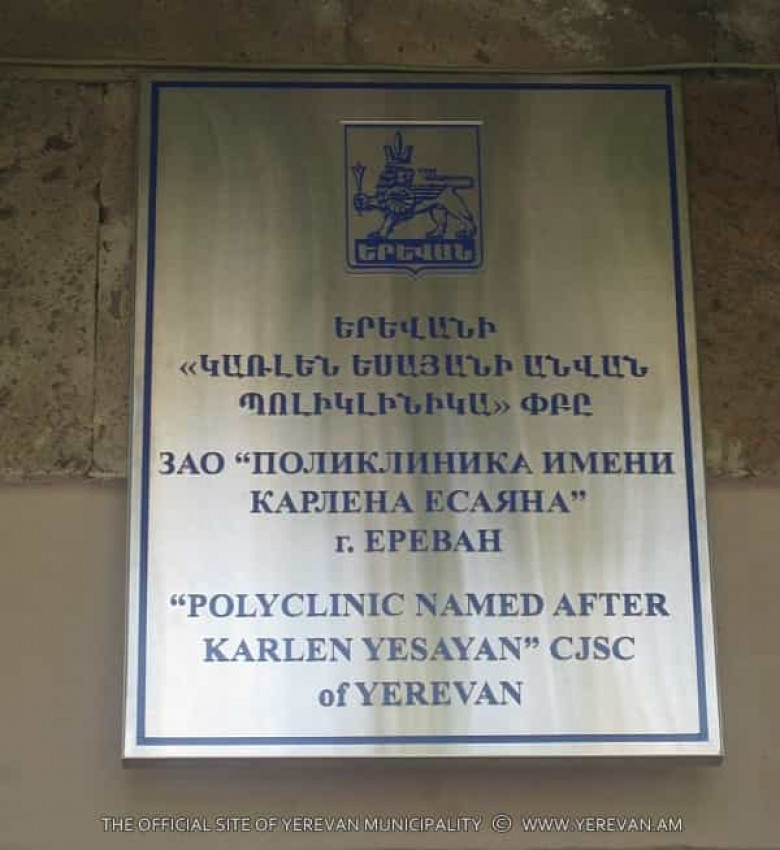 ԵՐԵՎԱՆ
ԵՐԵՎԱՆԻ
«ԿԱՌԼԵՆ ԵՍԱՅԱՆԻ ԱՆՎԱՆ
ՊՈԼԻԿԼԻՆԻԿԱ» ՓԲԸ
ЗАО “ПОЛИКЛИНИКА ИМЕНИ
КАРЛЕНА ЕСАЯНА”
г. ЕРЕВАН
“POLYCLINIC NAMED AFTER
KARLEN YESAYAN” CJSC
of YEREVAN
THE OFFICIAL SITE OF YEREVAN MUNICIPALITY © WWW.YEREVAN.AM